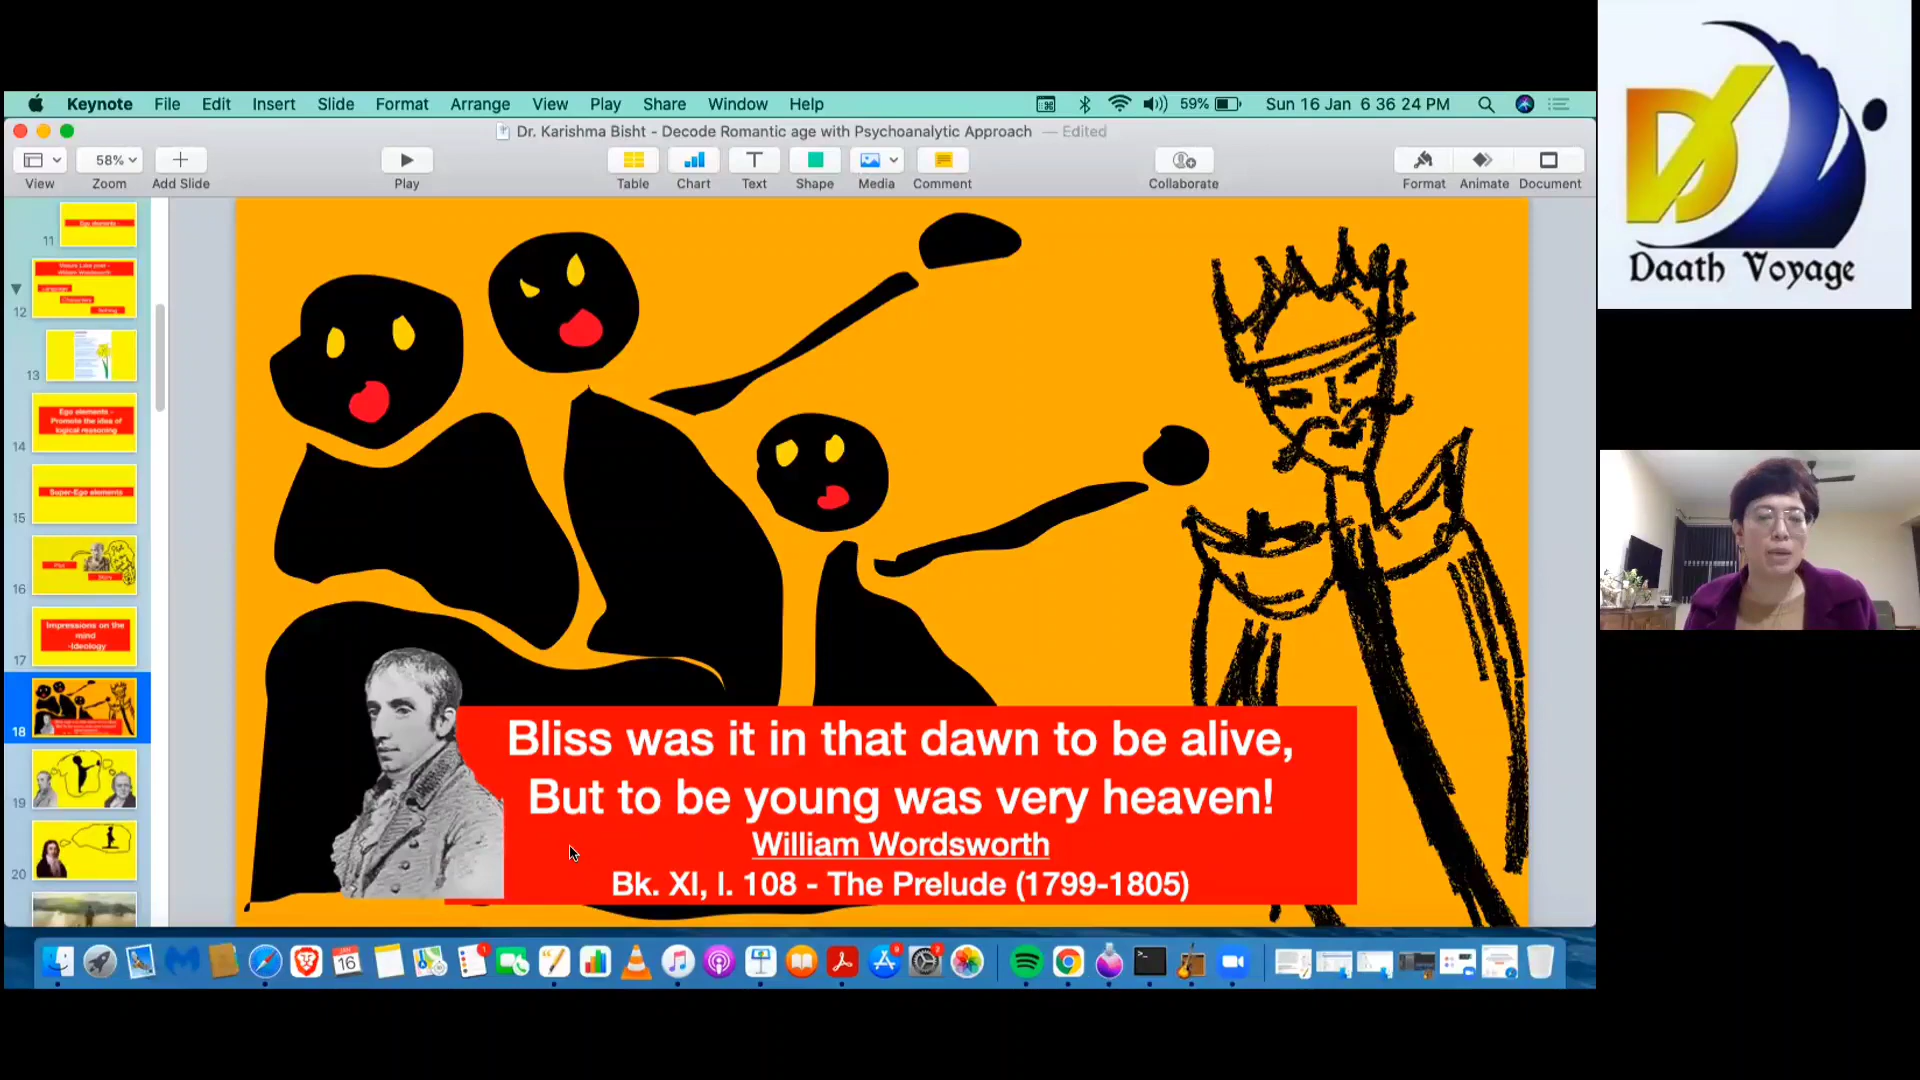 Keynote File Edit Insert Slide Format Arrange View Play Share Window Help 59% Sun 16 Jan 6 36 24 PM
Dr. Karishma Bisht - Decode Romantic age with Psychoanalytic Approach — Edited
58%
View Zoom Add Slide Play Table Chart Text Shape Media Comment Collaborate Format Animate Document
Daath Voyage
11
Ego elements -
12
William Wordsworth
13
14
Ego elements -
Promote the idea of
logical reasoning
15
Super-Ego elements
16
17
Impressions on the
mind
-Ideology
18
19
20
Bliss was it in that dawn to be alive,
But to be young was very heaven!
William Wordsworth
Bk. XI, l. 108 - The Prelude (1799-1805)
16